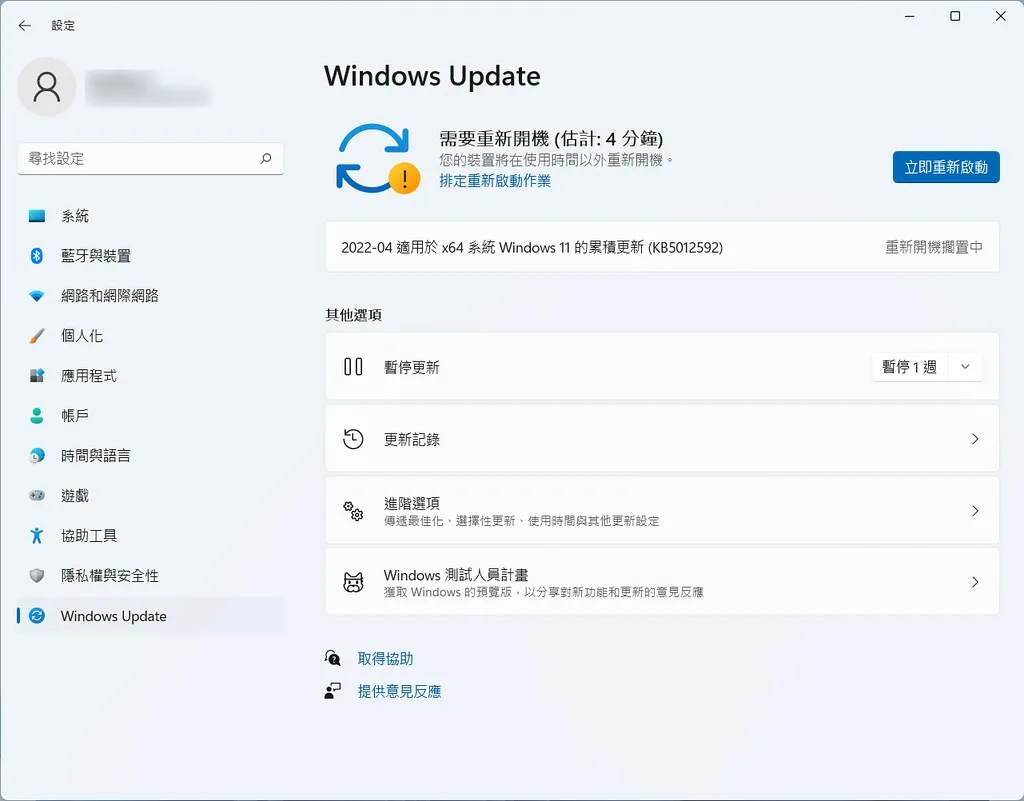 設定
尋找設定
系統
藍牙與裝置
網路和網際網路
個人化
應用程式
帳戶
時間與語言
遊戲
協助工具
隱私權與安全性
Windows Update
Windows Update
需要重新開機 (估計: 4 分鐘)
您的裝置將在使用時間以外重新開機。
排定重新啟動作業
立即重新啟動
2022-04 適用於 x64 系統 Windows 11 的累積更新 (KB5012592)
重新開機擱置中
其他選項
暫停更新
暫停 1 週
更新記錄
進階選項
傳遞最佳化、選擇性更新、使用時間與其他更新設定
Windows 測試人員計畫
獲取 Windows 的預覽版，以分享對新功能和更新的意見反應
取得協助
提供意見反應